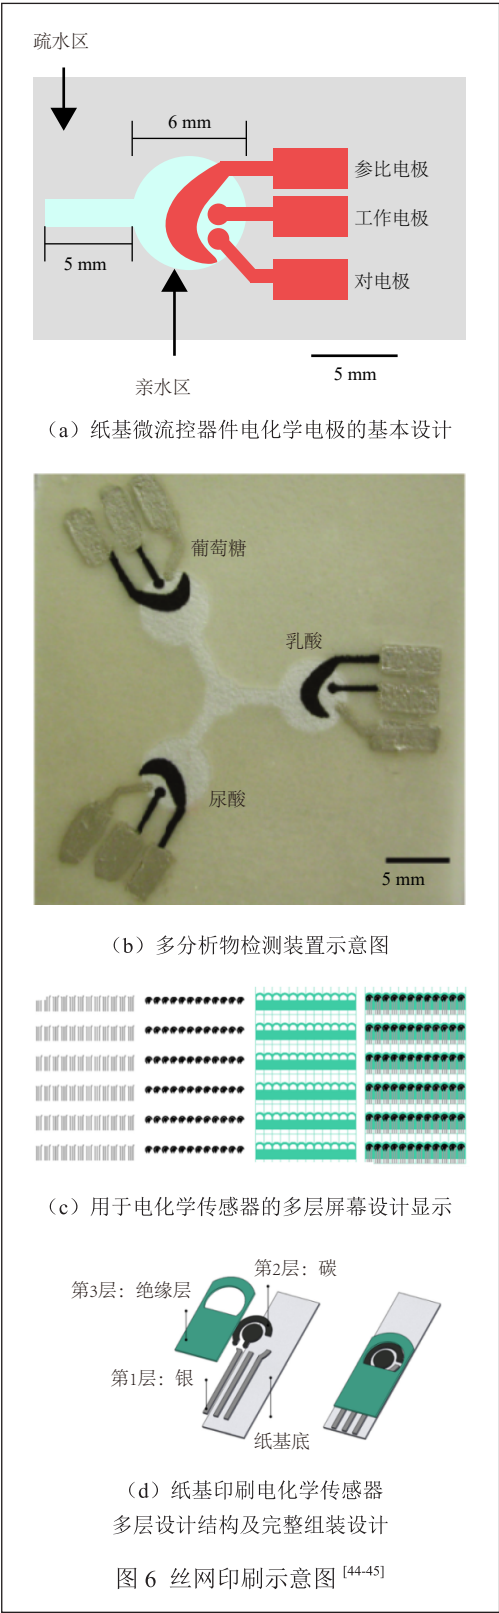 疏水区
6 mm
参比电极
工作电极
5 mm
对电极
5 mm
亲水区
（a）纸基微流控器件电化学电极的基本设计
葡萄糖
乳酸
尿酸
5 mm
（b）多分析物检测装置示意图
（c）用于电化学传感器的多层屏幕设计显示
第2层：碳
第3层：绝缘层
第1层：银
纸基底
（d）纸基印刷电化学传感器
多层设计结构及完整组装设计
图 6 丝网印刷示意图 [44-45]